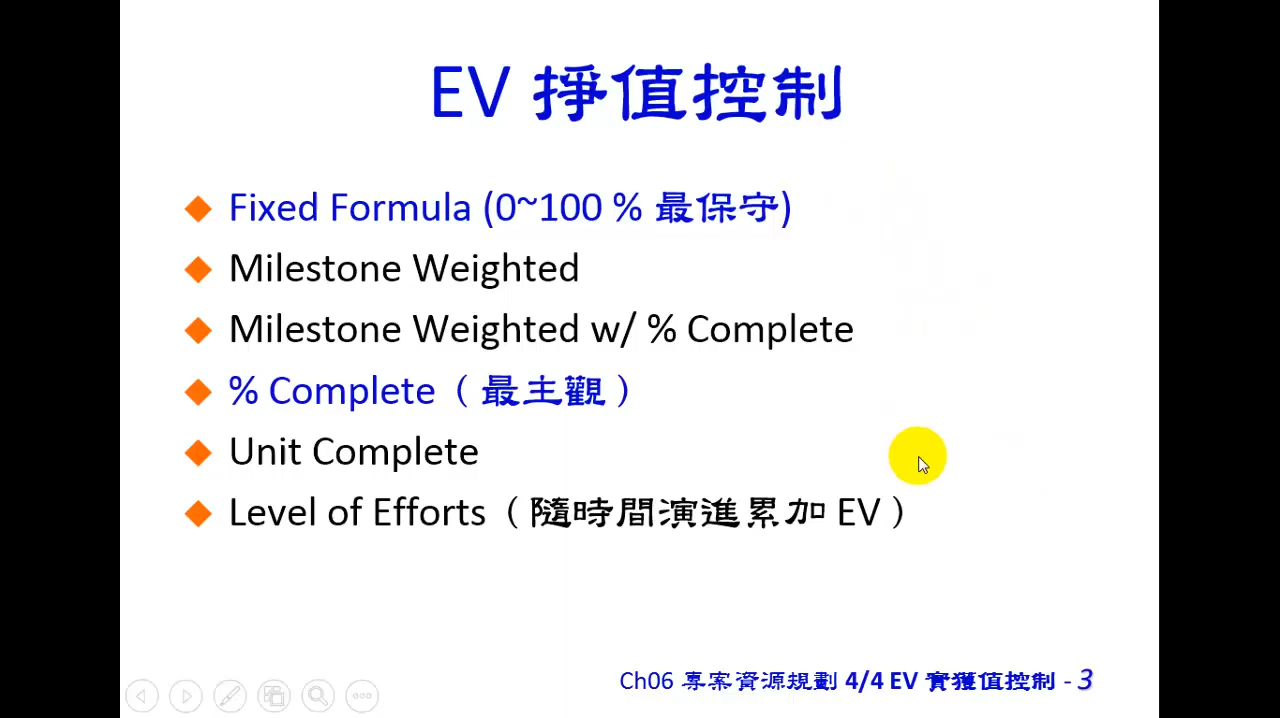 EV 掙值控制
Fixed Formula (0~100 % 最保守)
Milestone Weighted
Milestone Weighted w/ % Complete
% Complete（最主觀）
Unit Complete
Level of Efforts（隨時間演進累加 EV）
Ch06 專案資源規劃 4/4 EV 實獲值控制 - 3